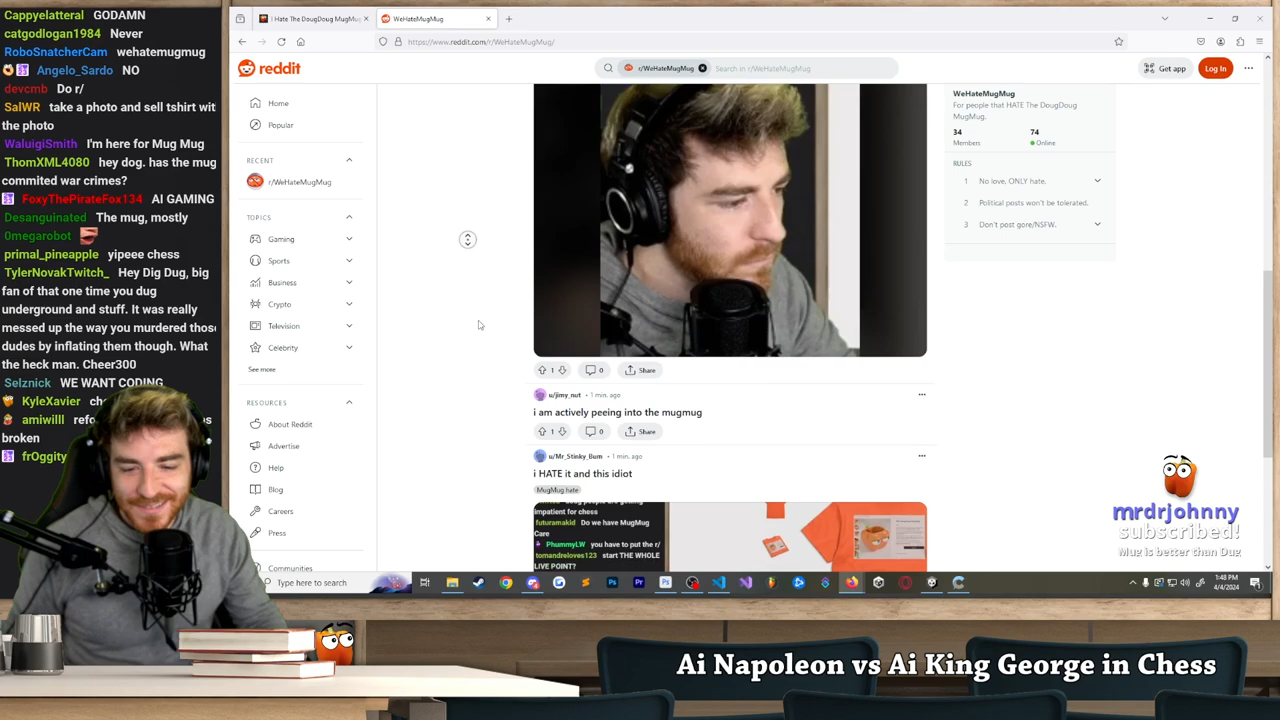 Cappyelatteral GODAMN
catgodlogan1984 Never
RoboSnatcherCam wehatemugmug
Angelo_Sardo NO
devcmb Do r/
SalWR take a photo and sell tshirt with
the photo
WaluigiSmith I'm here for Mug Mug
ThomXML4080 hey dog. has the mug
commited war crimes?
FoxyThePirateFox134 AI GAMING
Desanguinated The mug, mostly
0megarobot
primal_pineapple yipeee chess
TylerNovakTwitch_ Hey Dig Dug, big
fan of that one time you dug
underground and stuff. It was really
messed up the way you murdered those
dudes by inflating them though. What
the heck man. Cheer300
Selznick WE WANT CODING
KyleXavier
amiwilll
broken
frOggity
I Hate The DougDoug MugMug
WeHateMugMug
https://www.reddit.com/r/WeHateMugMug/
reddit
r/WeHateMugMug
Search in r/WeHateMugMug
Get app
Log In
Home
Popular
RECENT
r/WeHateMugMug
TOPICS
Gaming
Sports
Business
Crypto
Television
Celebrity
See more
RESOURCES
About Reddit
Advertise
Help
Blog
Careers
Press
Communities
1
0
Share
u/jimy_nut • 1 min. ago
i am actively peeing into the mugmug
1
0
Share
u/Mr_Stinky_Bum • 1 min. ago
i HATE it and this idiot
MugMug hate
impatient for coding
futuramakid Do we have MugMug
Care
PhummyLW you have to put the r/
tomandreloves123 start THE WHOLE
LIVE POINT?
WeHateMugMug
For people that HATE The DougDoug
MugMug.
34
74
Members
Online
RULES
1 No love, ONLY hate.
2 Political posts won't be tolerated.
3 Don't post gore/NSFW.
mrdrjohnny
subscribed!
Mug is better than Dug
Type here to search
1:48 PM
4/4/2024
Ai Napoleon vs Ai King George in Chess